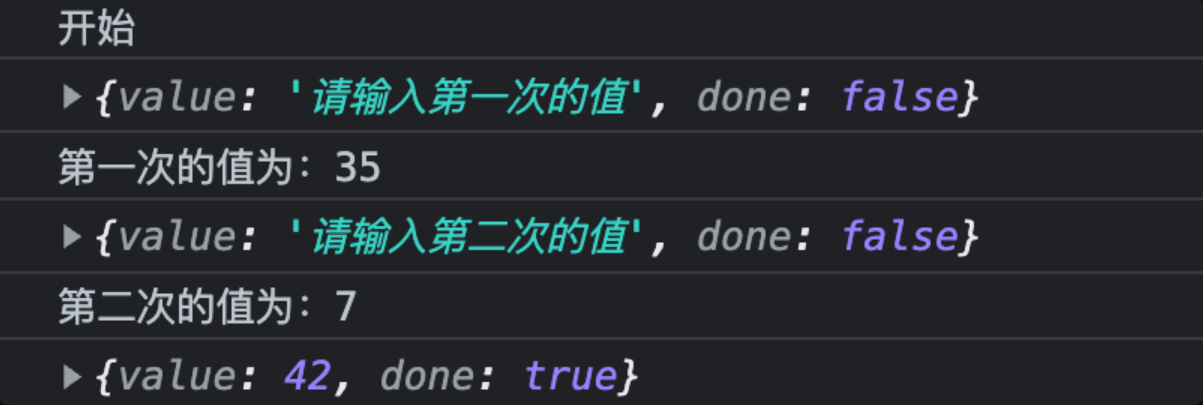 开始
{value: '请输入第一次的值', done: false}
第一次的值为：35
{value: '请输入第二次的值', done: false}
第二次的值为：7
{value: 42, done: true}